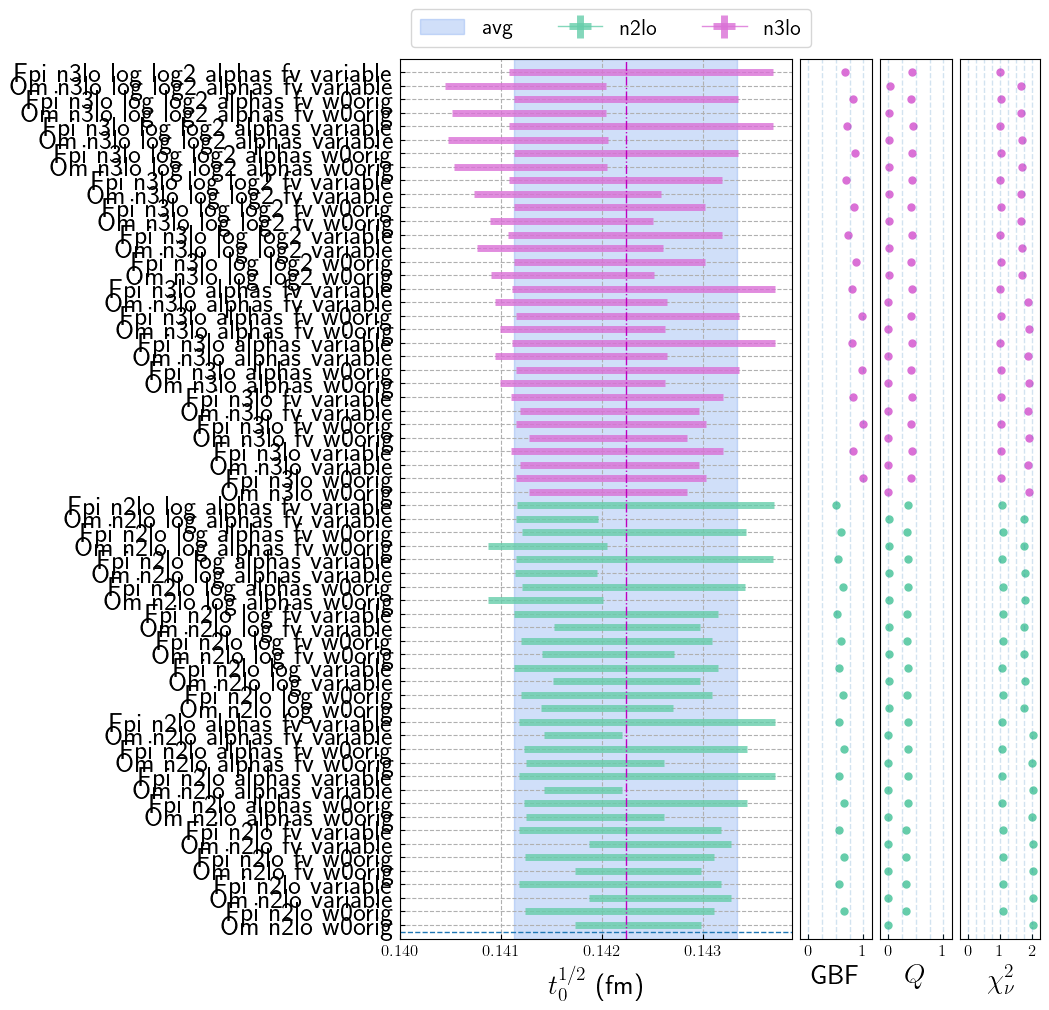 avg n2lo n3lo
Fpi n3lo log log2 alphas fv variable
Om n3lo log log2 alphas fv variable
Fpi n3lo log log2 alphas fv w0orig
Om n3lo log log2 alphas fv w0orig
Fpi n3lo log log2 alphas variable
Om n3lo log log2 alphas variable
Fpi n3lo log log2 alphas w0orig
Om n3lo log log2 alphas w0orig
Fpi n3lo log log2 fv variable
Om n3lo log log2 fv variable
Fpi n3lo log log2 fv w0orig
Om n3lo log log2 fv w0orig
Fpi n3lo log log2 variable
Om n3lo log log2 variable
Fpi n3lo log log2 w0orig
Om n3lo log log2 w0orig
Fpi n3lo alphas fv variable
Om n3lo alphas fv variable
Fpi n3lo alphas fv w0orig
Om n3lo alphas fv w0orig
Fpi n3lo alphas variable
Om n3lo alphas variable
Fpi n3lo alphas w0orig
Om n3lo alphas w0orig
Fpi n3lo fv variable
Om n3lo fv variable
Fpi n3lo fv w0orig
Om n3lo fv w0orig
Fpi n3lo variable
Om n3lo variable
Fpi n3lo w0orig
Om n3lo w0orig
Fpi n2lo log alphas fv variable
Om n2lo log alphas fv variable
Fpi n2lo log alphas fv w0orig
Om n2lo log alphas fv w0orig
Fpi n2lo log alphas variable
Om n2lo log alphas variable
Fpi n2lo log alphas w0orig
Om n2lo log alphas w0orig
Fpi n2lo log fv variable
Om n2lo log fv variable
Fpi n2lo log fv w0orig
Om n2lo log fv w0orig
Fpi n2lo log variable
Om n2lo log variable
Fpi n2lo log w0orig
Om n2lo log w0orig
Fpi n2lo alphas fv variable
Om n2lo alphas fv variable
Fpi n2lo alphas fv w0orig
Om n2lo alphas fv w0orig
Fpi n2lo alphas variable
Om n2lo alphas variable
Fpi n2lo alphas w0orig
Om n2lo alphas w0orig
Fpi n2lo fv variable
Om n2lo fv variable
Fpi n2lo fv w0orig
Om n2lo fv w0orig
Fpi n2lo variable
Om n2lo variable
Fpi n2lo w0orig
Om n2lo w0orig
0.140 0.141 0.142 0.143 0 1 0 1 0 1 2
$t_0^{1/2}$ (fm) GBF $Q$ $\chi_\nu^2$